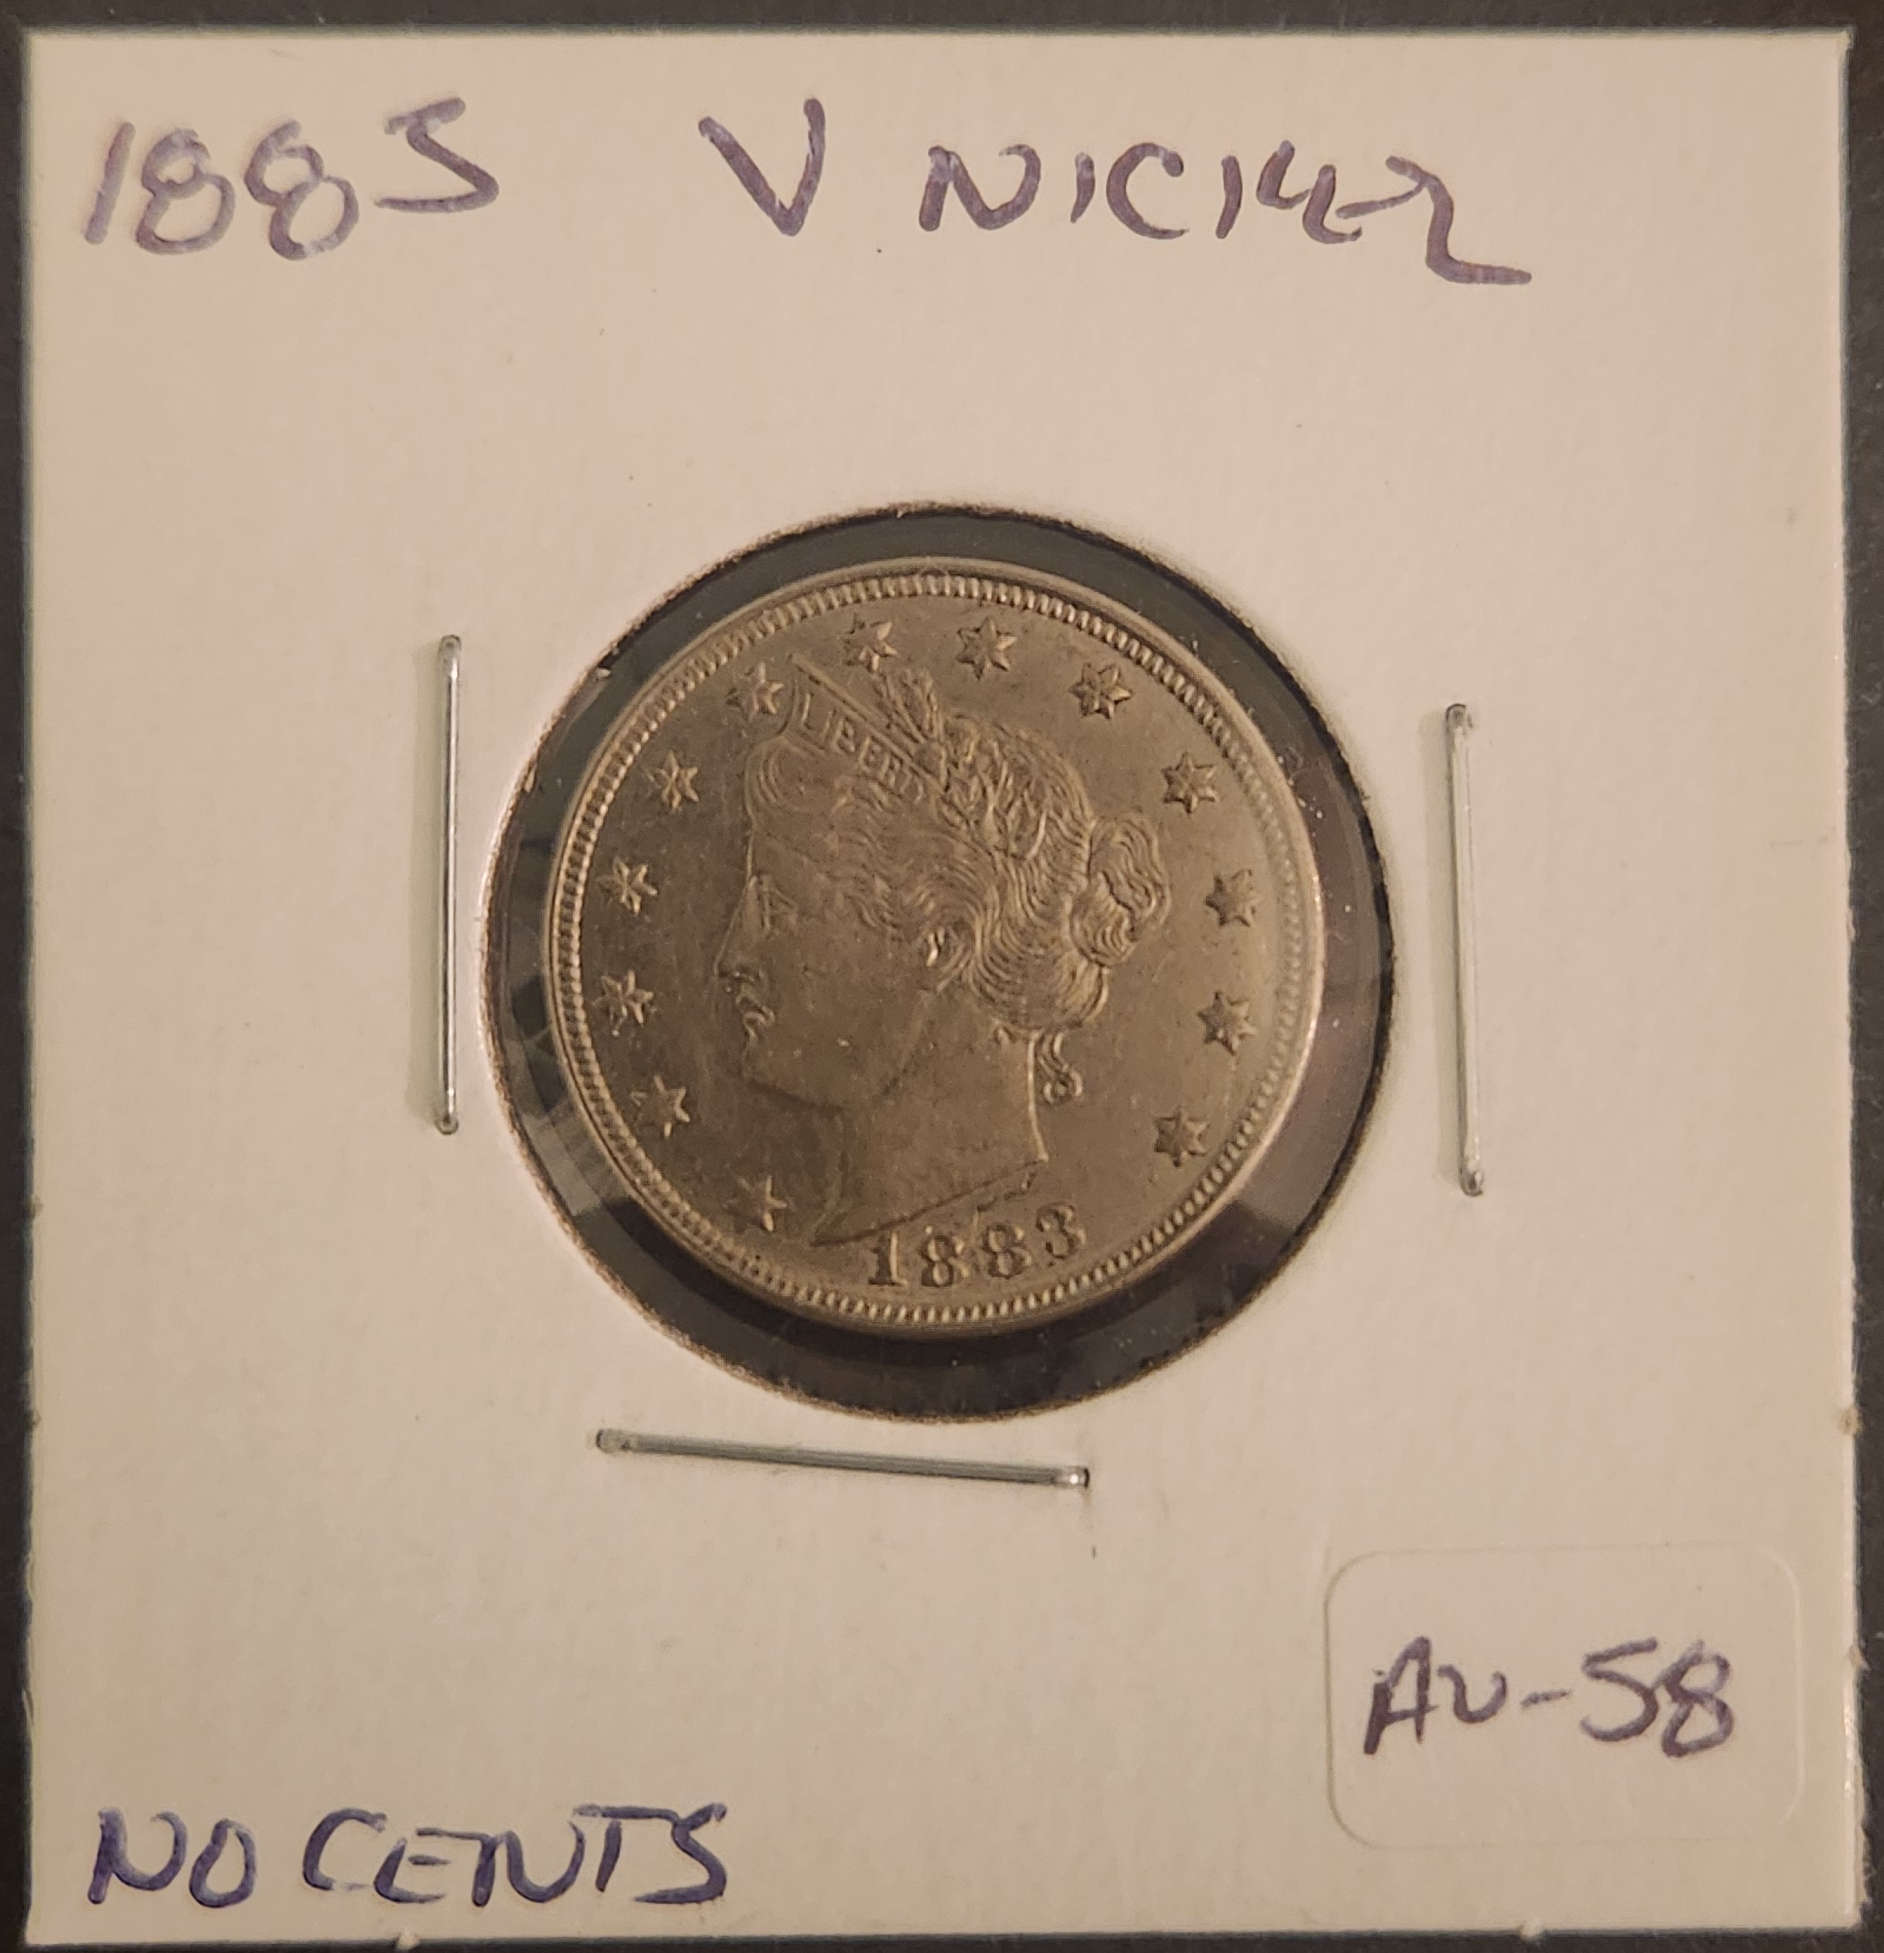 1883 V NICKEL
LIBERTY
1883
AU-58
NO CENTS